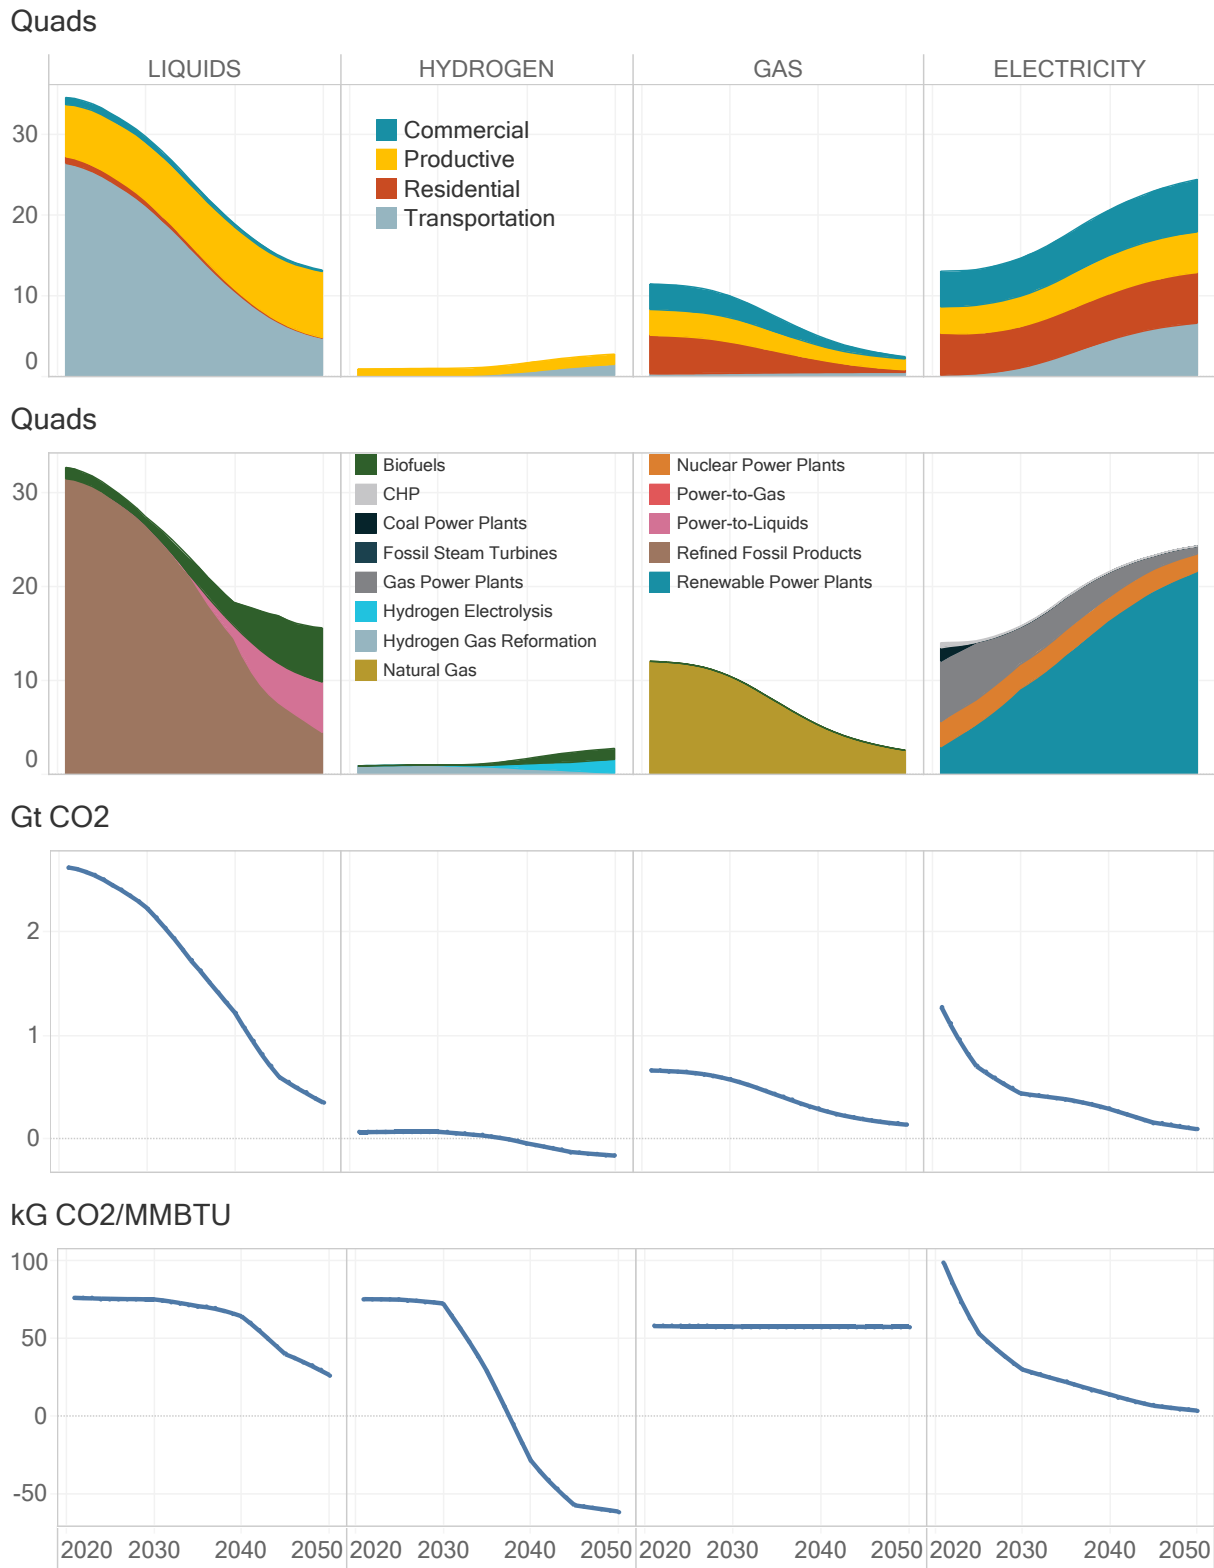 Quads
LIQUIDS HYDROGEN GAS ELECTRICITY
30
20
10
0
Commercial
Productive
Residential
Transportation
Quads
30
20
10
0
Biofuels
CHP
Coal Power Plants
Fossil Steam Turbines
Gas Power Plants
Hydrogen Electrolysis
Hydrogen Gas Reformation
Natural Gas
Nuclear Power Plants
Power-to-Gas
Power-to-Liquids
Refined Fossil Products
Renewable Power Plants
Gt CO2
2
1
0
kG CO2/MMBTU
100
50
0
-50
2020 2030 2040 2050 2020 2030 2040 2050 2020 2030 2040 2050 2020 2030 2040 2050